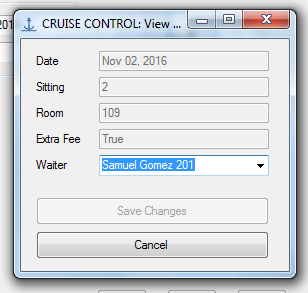 CRUISE CONTROL: View ...
Date Nov 02, 2016
Sitting 2
Room 109
Extra Fee True
Waiter Samuel Gomez 201
Save Changes
Cancel